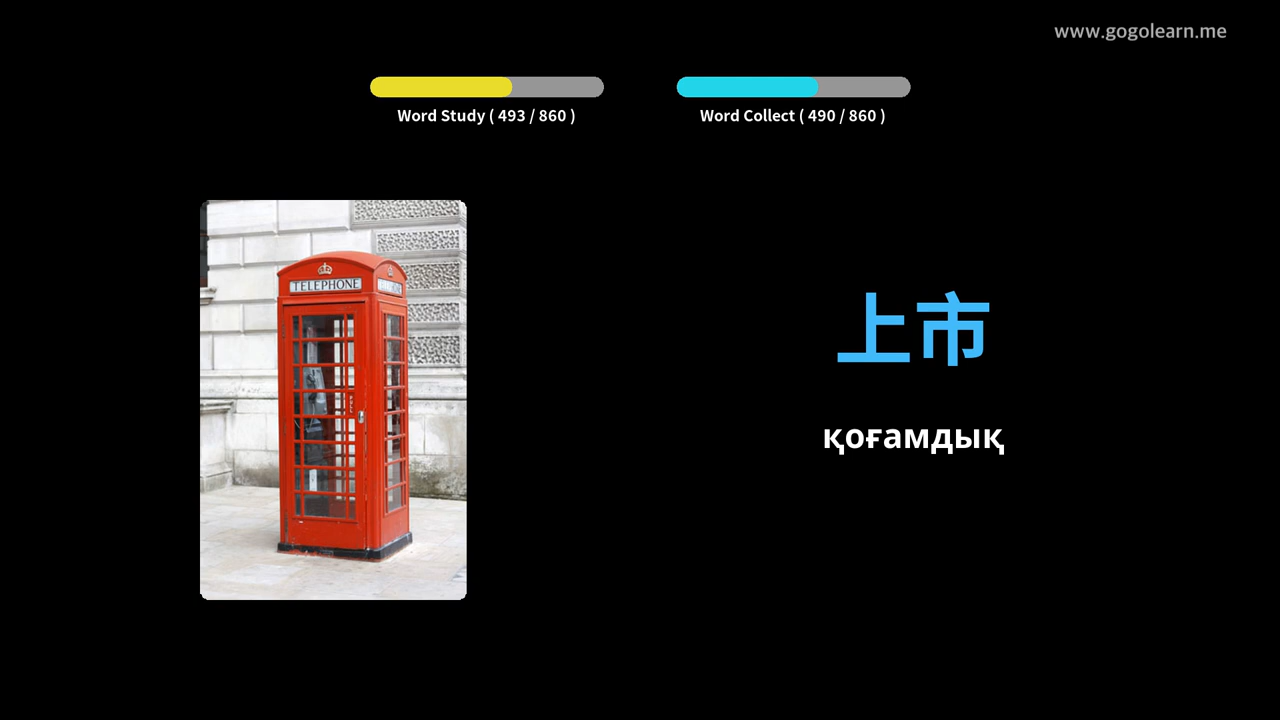 www.gogolearn.me
Word Study ( 493 / 860 )
Word Collect ( 490 / 860 )
TELEPHONE
上市
қоғамдық